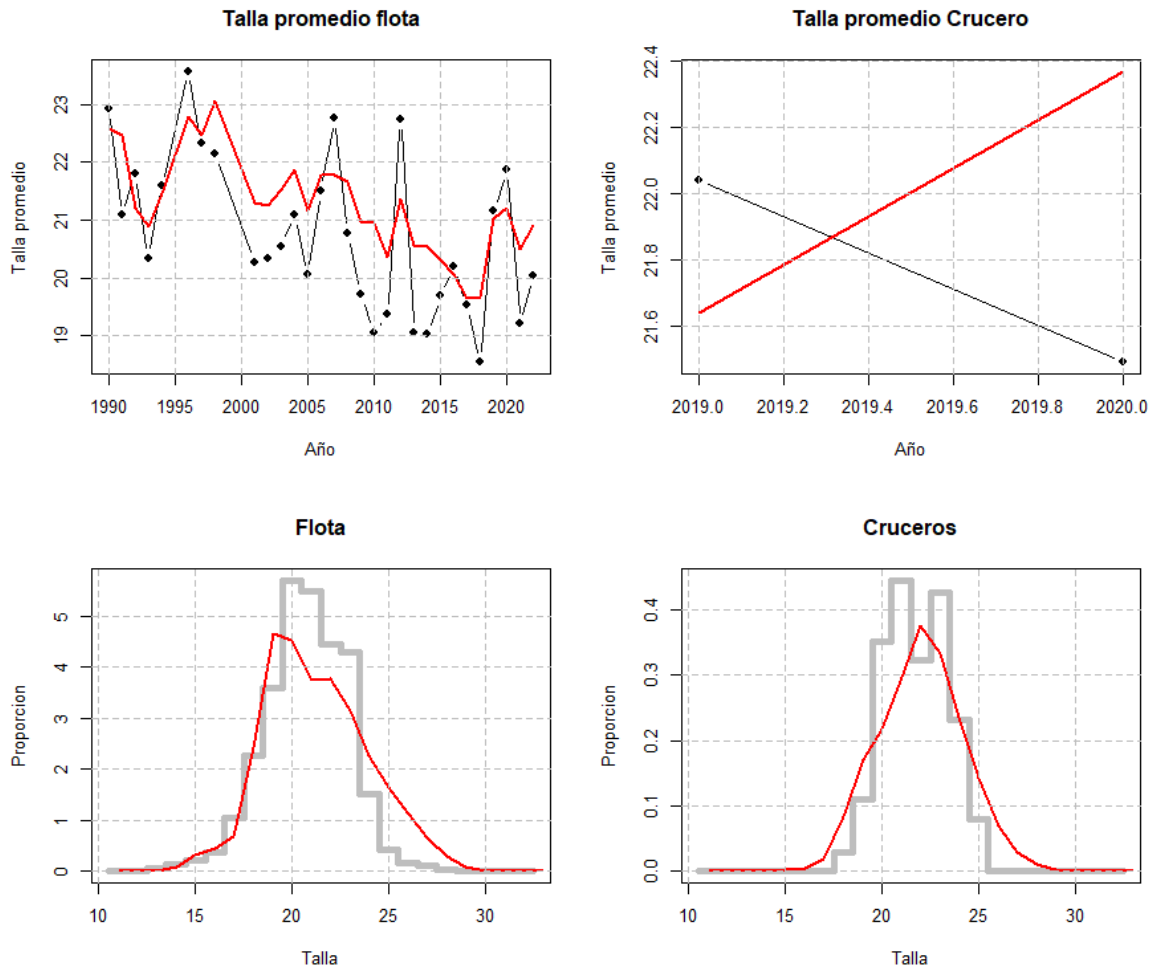 Talla promedio flota
Talla promedio
23
22
21
20
19
1990 1995 2000 2005 2010 2015 2020
Año
Talla promedio Crucero
Talla promedio
22.4
22.2
22.0
21.8
21.6
2019.0 2019.2 2019.4 2019.6 2019.8 2020.0
Año
Flota
Proporcion
5
4
3
2
1
0
10 15 20 25 30
Talla
Cruceros
Proporcion
0.4
0.3
0.2
0.1
0.0
10 15 20 25 30
Talla